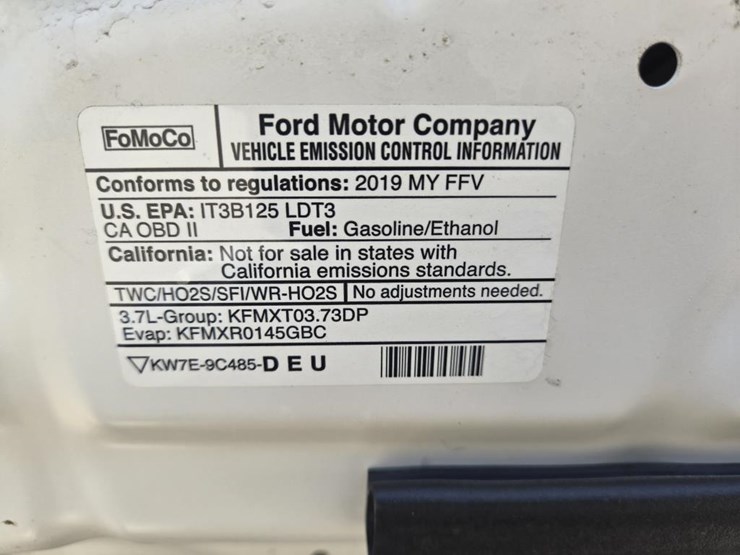 FoMoCo
Ford Motor Company
VEHICLE EMISSION CONTROL INFORMATION
Conforms to regulations: 2019 MY FFV
U.S. EPA: IT3B125 LDT3
CA OBD II Fuel: Gasoline/Ethanol
California: Not for sale in states with
California emissions standards.
TWC/HO2S/SFI/WR-HO2S No adjustments needed.
3.7L-Group: KFMXT03.73DP
Evap: KFMXR0145GBC
KW7E-9C485-D E U